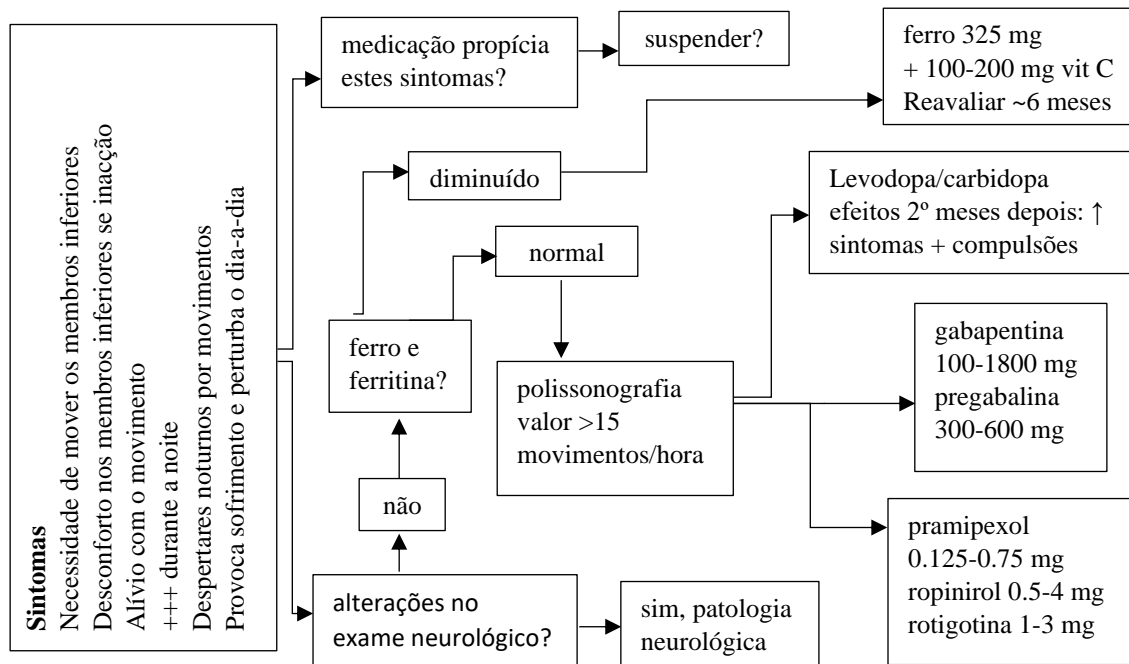 Sintomas
Necessidade de mover os membros inferiores
Desconforto nos membros inferiores se inacção
Alívio com o movimento
+++ durante a noite
Despertares noturnos por movimentos
Provoca sofrimento e perturba o dia-a-dia
medicação propícia
estes sintomas?
suspender?
ferro 325 mg
+ 100-200 mg vit C
Reavaliar ~6 meses
diminuído
Levodopa/carbidopa
efeitos 2º meses depois: ↑
sintomas + compulsões
normal
ferro e
ferritina?
polissonografia
valor >15
movimentos/hora
gabapentina
100-1800 mg
pregabalina
300-600 mg
não
pramipexol
0.125-0.75 mg
ropinirol 0.5-4 mg
rotigotina 1-3 mg
alterações no
exame neurológico?
sim, patologia
neurológica